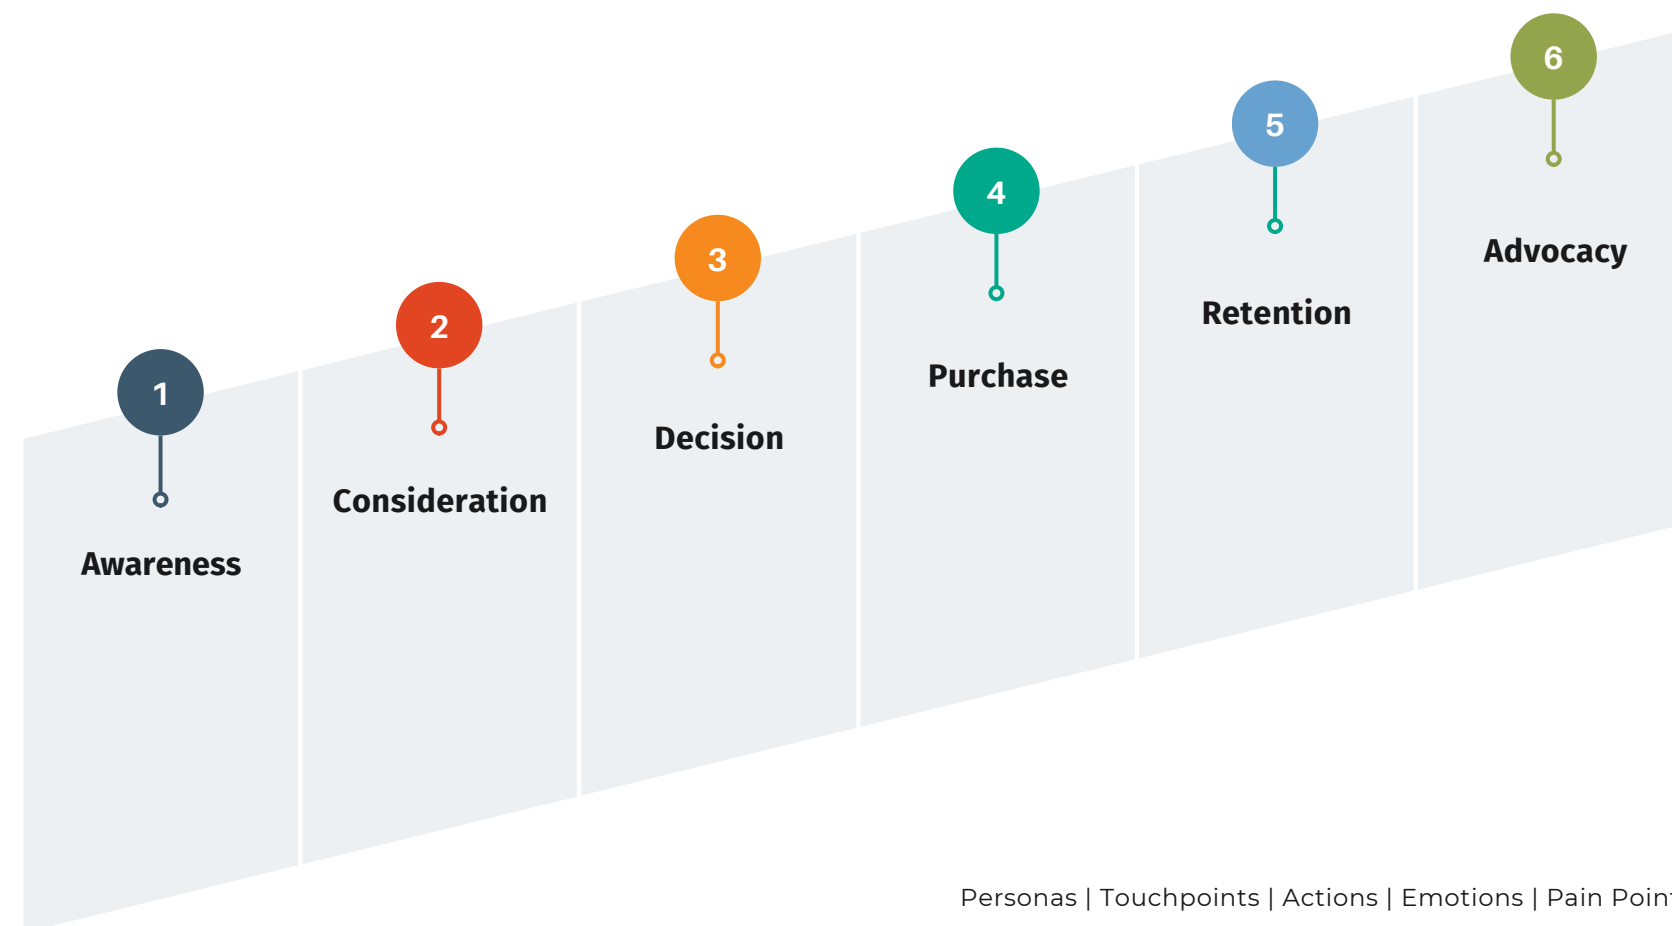 1
Awareness
2
Consideration
3
Decision
4
Purchase
5
Retention
6
Advocacy
Personas | Touchpoints | Actions | Emotions | Pain